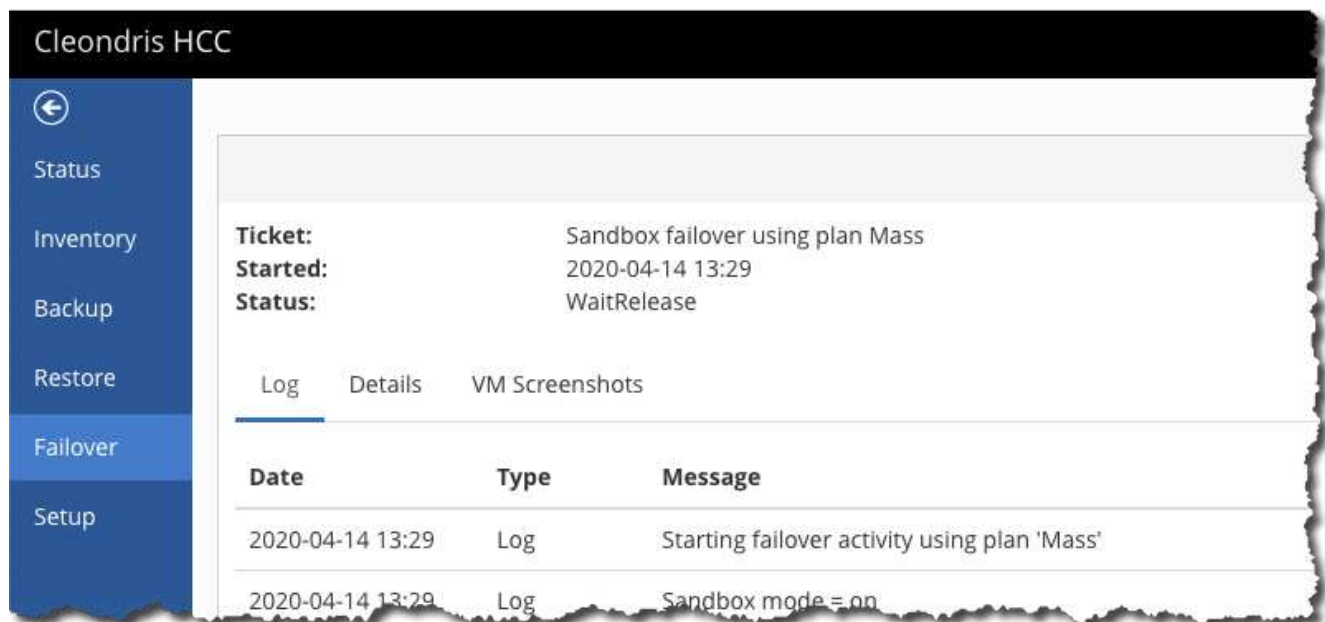 Cleondris HCC
Status
Inventory
Backup
Restore
Failover
Setup
Ticket: Sandbox failover using plan Mass
Started: 2020-04-14 13:29
Status: WaitRelease
Log Details VM Screenshots
Date Type Message
2020-04-14 13:29 Log Starting failover activity using plan 'Mass'
2020-04-14 13:29 Log Sandbox mode = on